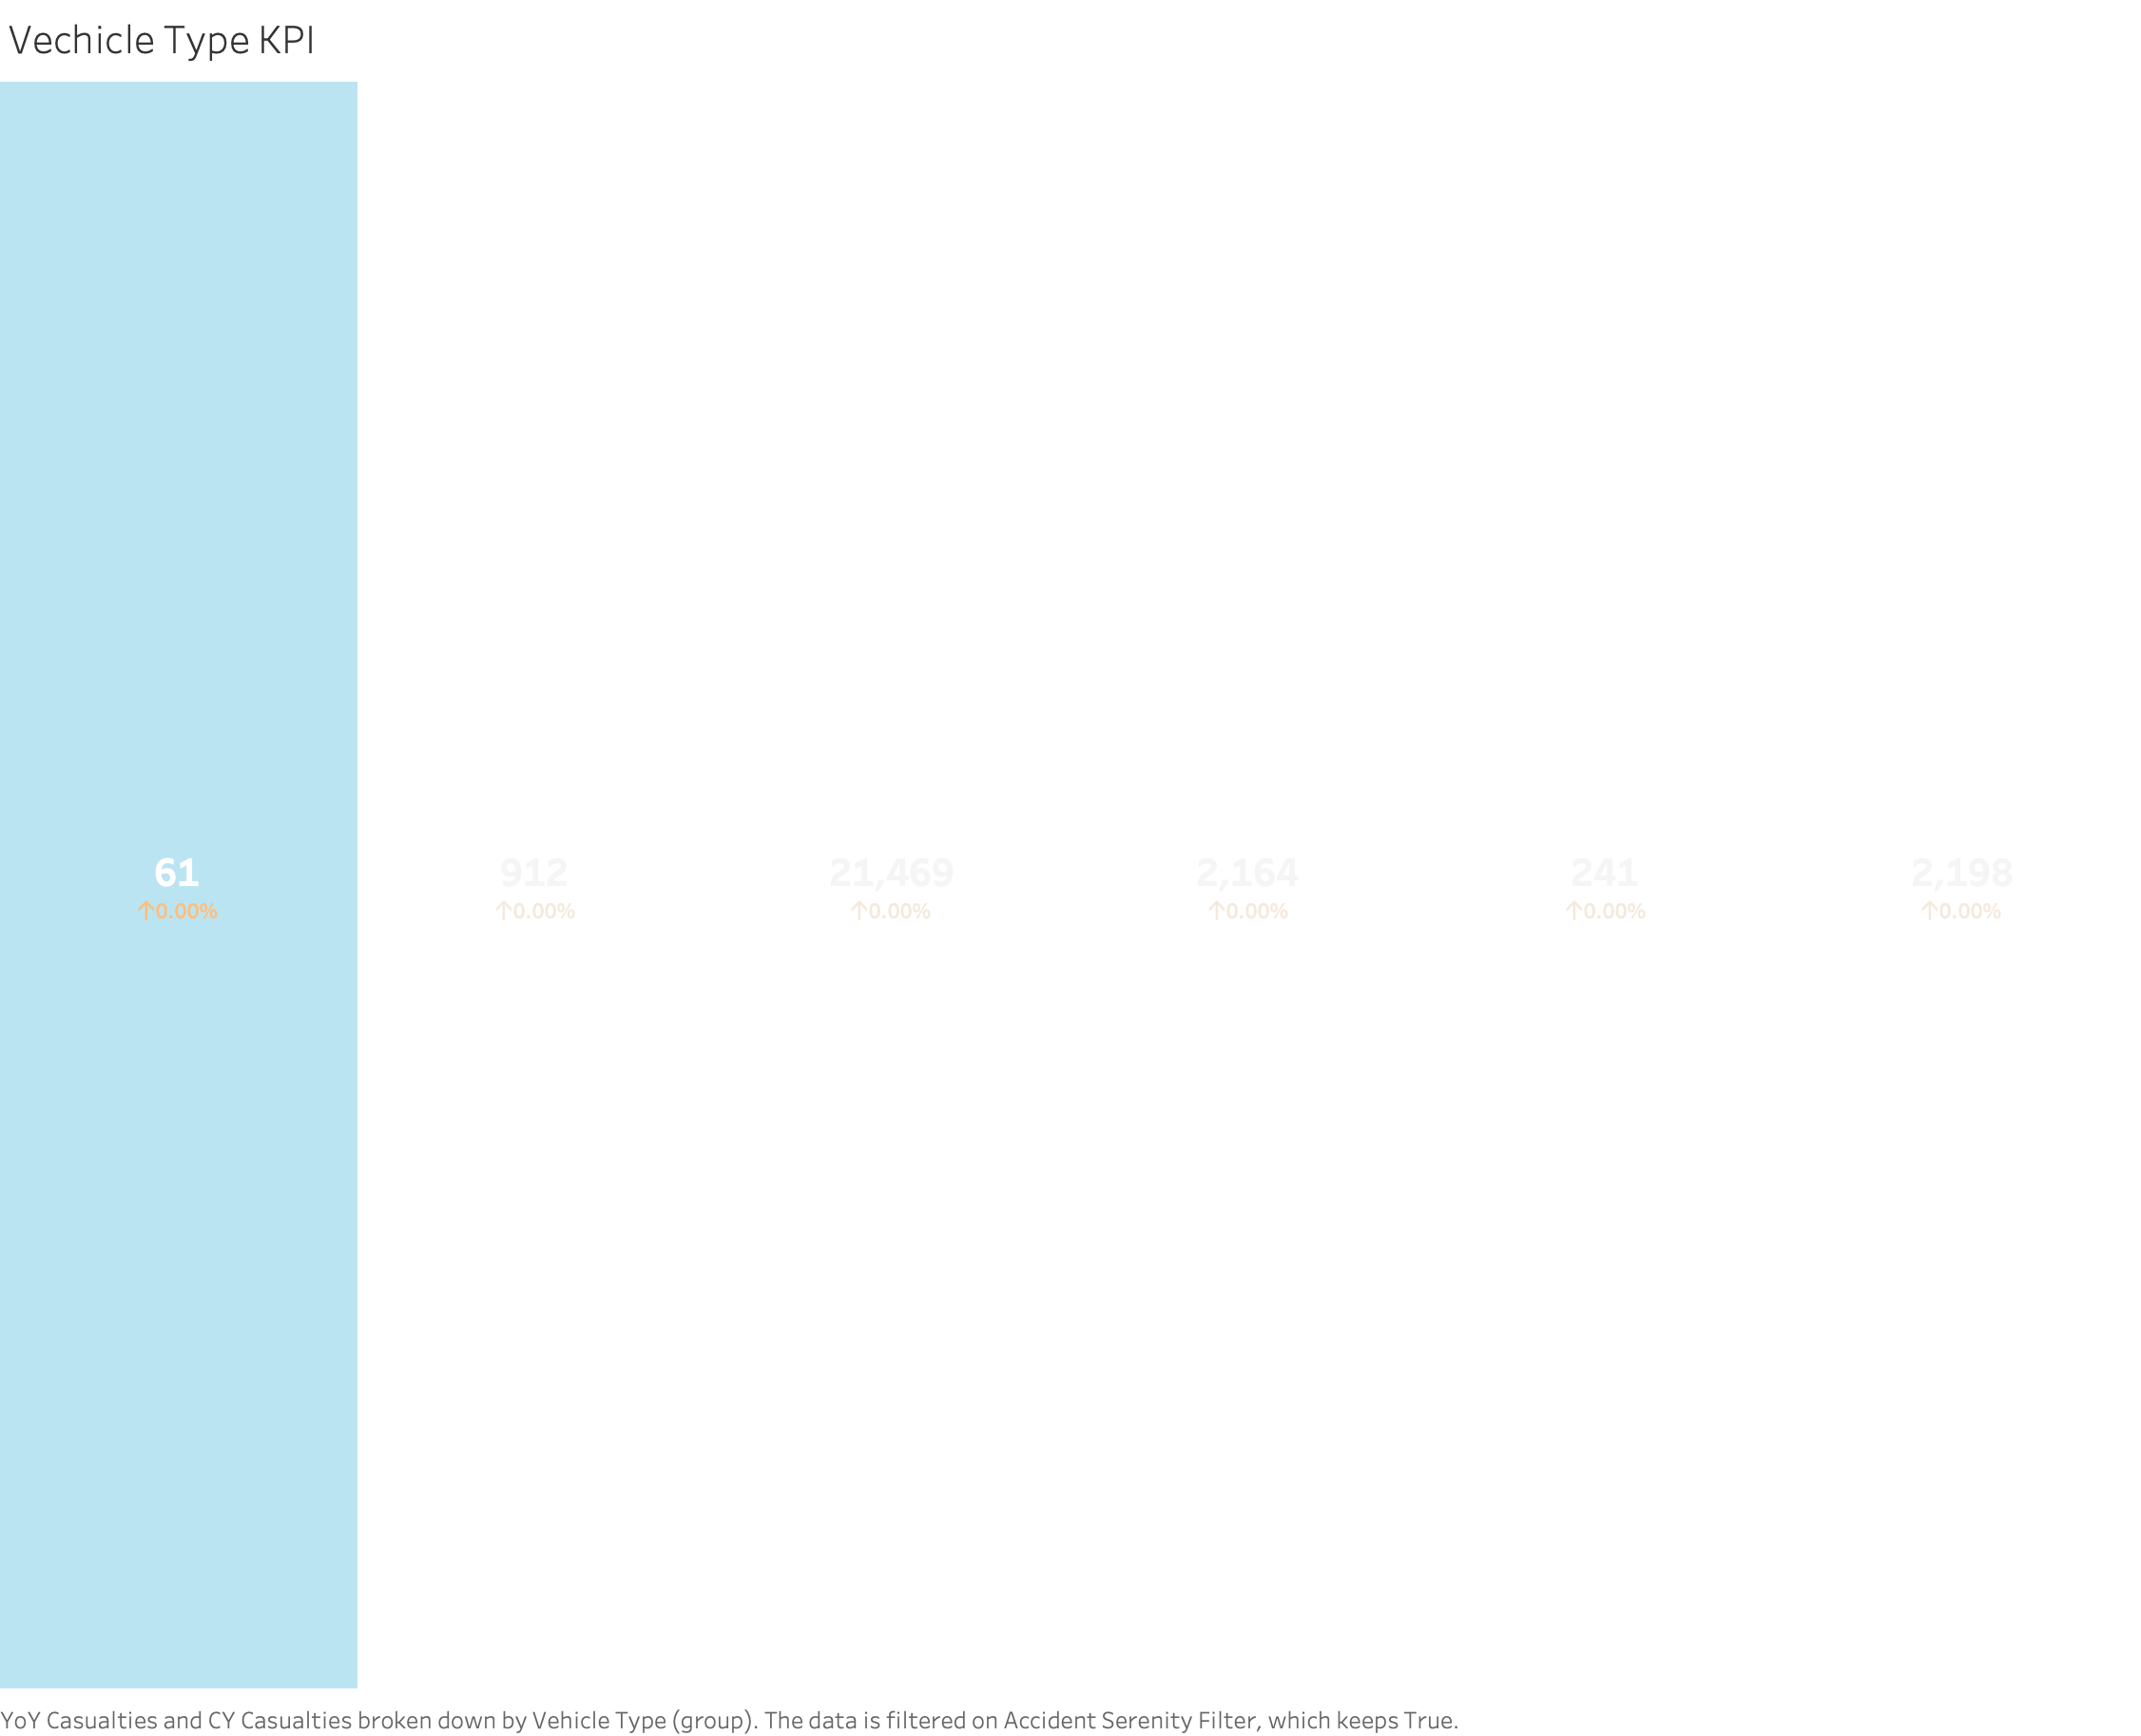 Vechicle Type KPI
61 912 21,469 2,164 241 2,198
↑0.00% ↑0.00% ↑0.00% ↑0.00% ↑0.00% ↑0.00%
YoY Casualties and CY Casualties broken down by Vehicle Type (group). The data is filtered on Accident Serenity Filter, which keeps True.